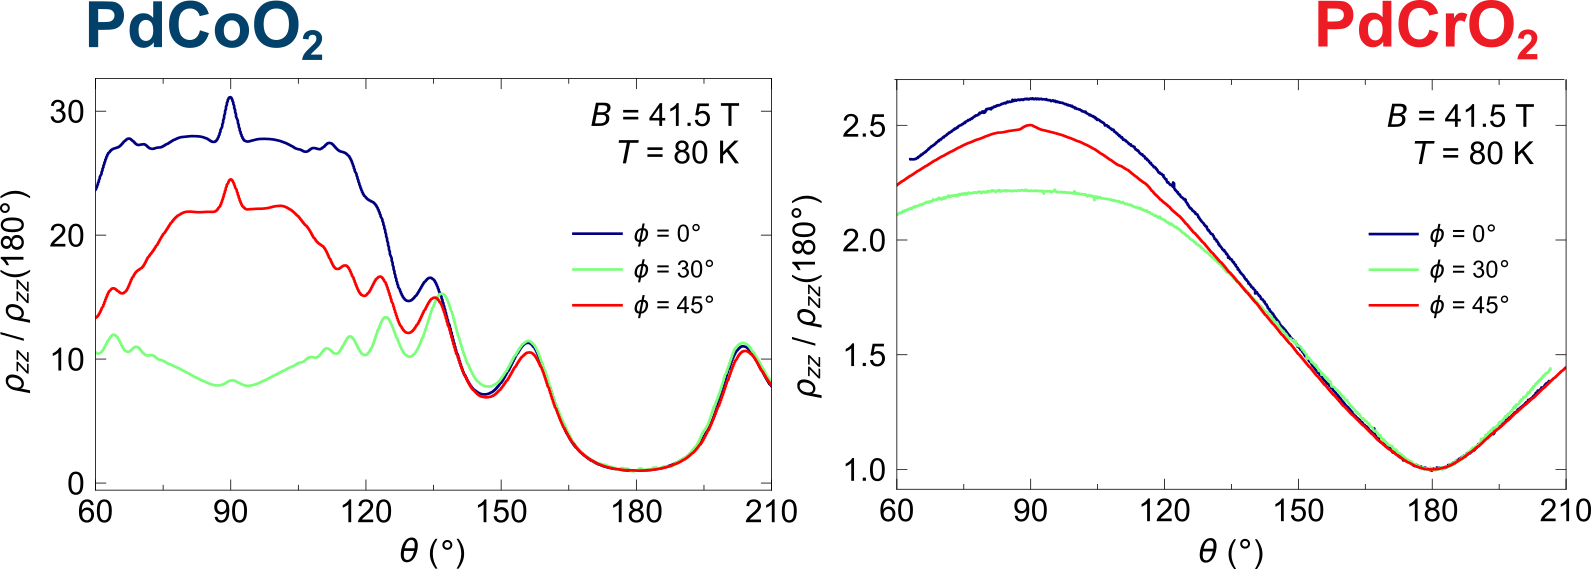 PdCoO2
PdCrO2
30
20
10
0
ρzz / ρzz(180°)
B = 41.5 T
T = 80 K
ϕ = 0°
ϕ = 30°
ϕ = 45°
60 90 120 150 180 210
θ (°)
2.5
2.0
1.5
1.0
ρzz / ρzz(180°)
B = 41.5 T
T = 80 K
ϕ = 0°
ϕ = 30°
ϕ = 45°
60 90 120 150 180 210
θ (°)